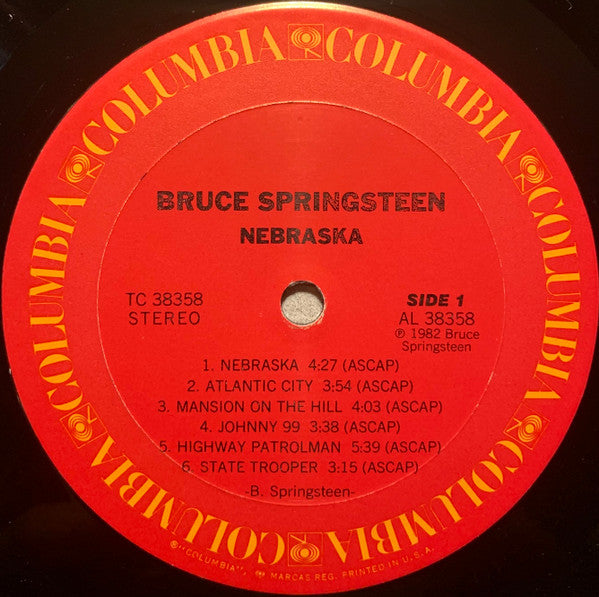 COLUMBIA COLUMBIA COLUMBIA COLUMBIA COLUMBIA COLUMBIA
BRUCE SPRINGSTEEN
NEBRASKA
TC 38358
STEREO
SIDE 1
AL 38358
℗ 1982 Bruce
Springsteen
1. NEBRASKA 4:27 (ASCAP)
2. ATLANTIC CITY 3:54 (ASCAP)
3. MANSION ON THE HILL 4:03 (ASCAP)
4. JOHNNY 99 3:38 (ASCAP)
5. HIGHWAY PATROLMAN 5:39 (ASCAP)
6. STATE TROOPER 3:15 (ASCAP)
-B. Springsteen-
®"COLUMBIA", MARCAS REG. PRINTED IN U.S.A.